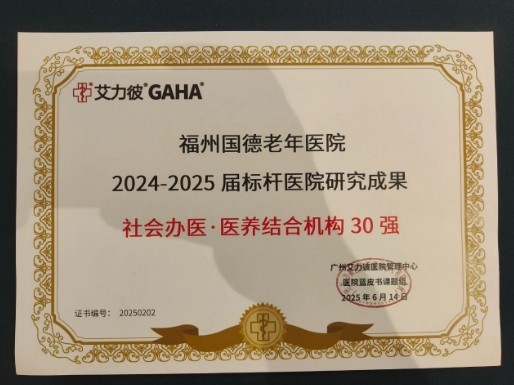 艾力彼®GAHA®
福州国德老年医院
2024-2025 届标杆医院研究成果
社会办医·医养结合机构 30 强
广州艾力彼医院管理中心
医院蓝皮书课题组
2025 年 6 月 14 日
证书编号： 20250202